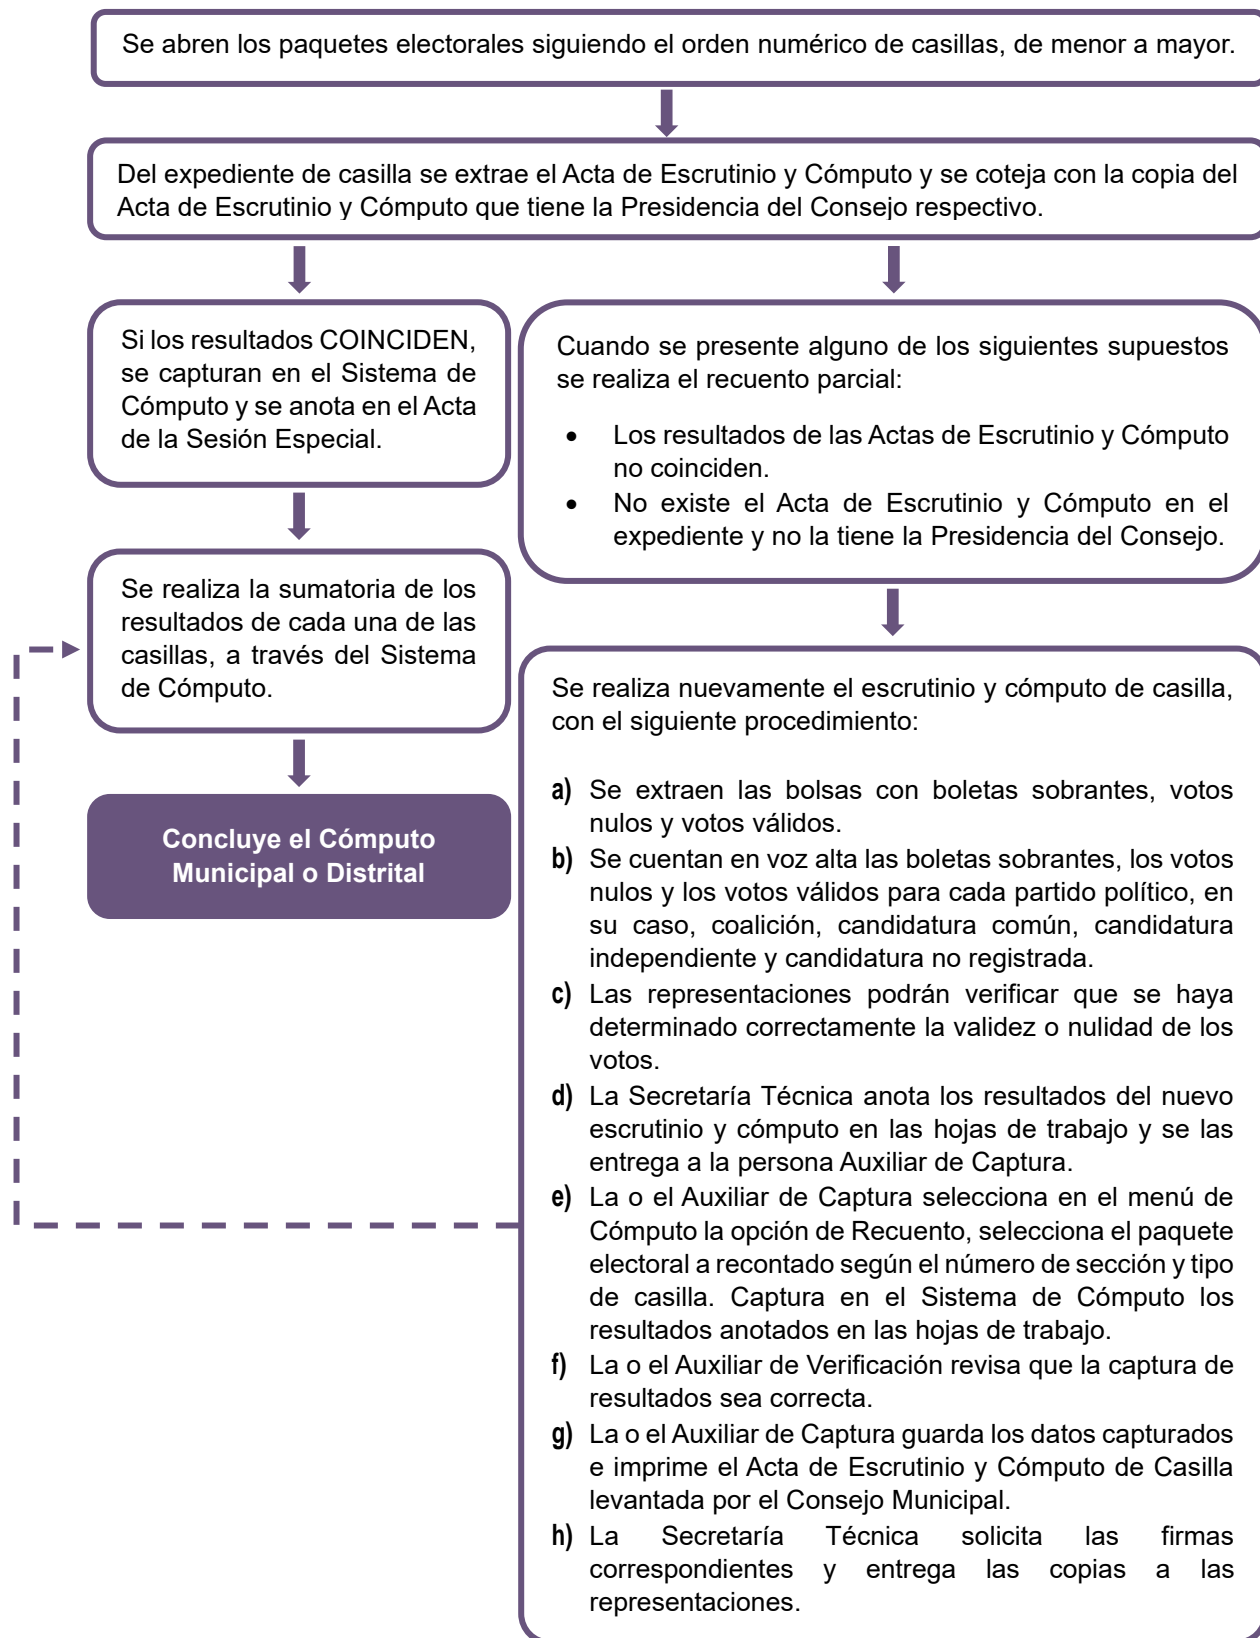 Se abren los paquetes electorales siguiendo el orden numérico de casillas, de menor a mayor.
Del expediente de casilla se extrae el Acta de Escrutinio y Cómputo y se coteja con la copia del
Acta de Escrutinio y Cómputo que tiene la Presidencia del Consejo respectivo.
Si los resultados COINCIDEN,
se capturan en el Sistema de
Cómputo y se anota en el Acta
de la Sesión Especial.
Se realiza la sumatoria de los
resultados de cada una de las
casillas, a través del Sistema
de Cómputo.
Concluye el Cómputo
Municipal o Distrital
Cuando se presente alguno de los siguientes supuestos
se realiza el recuento parcial:
• Los resultados de las Actas de Escrutinio y Cómputo
no coinciden.
• No existe el Acta de Escrutinio y Cómputo en el
expediente y no la tiene la Presidencia del Consejo.
Se realiza nuevamente el escrutinio y cómputo de casilla,
con el siguiente procedimiento:
a) Se extraen las bolsas con boletas sobrantes, votos
nulos y votos válidos.
b) Se cuentan en voz alta las boletas sobrantes, los votos
nulos y los votos válidos para cada partido político, en
su caso, coalición, candidatura común, candidatura
independiente y candidatura no registrada.
c) Las representaciones podrán verificar que se haya
determinado correctamente la validez o nulidad de los
votos.
d) La Secretaría Técnica anota los resultados del nuevo
escrutinio y cómputo en las hojas de trabajo y se las
entrega a la persona Auxiliar de Captura.
e) La o el Auxiliar de Captura selecciona en el menú de
Cómputo la opción de Recuento, selecciona el paquete
electoral a recontado según el número de sección y tipo
de casilla. Captura en el Sistema de Cómputo los
resultados anotados en las hojas de trabajo.
f) La o el Auxiliar de Verificación revisa que la captura de
resultados sea correcta.
g) La o el Auxiliar de Captura guarda los datos capturados
e imprime el Acta de Escrutinio y Cómputo de Casilla
levantada por el Consejo Municipal.
h) La Secretaría Técnica solicita las firmas
correspondientes y entrega las copias a las
representaciones.